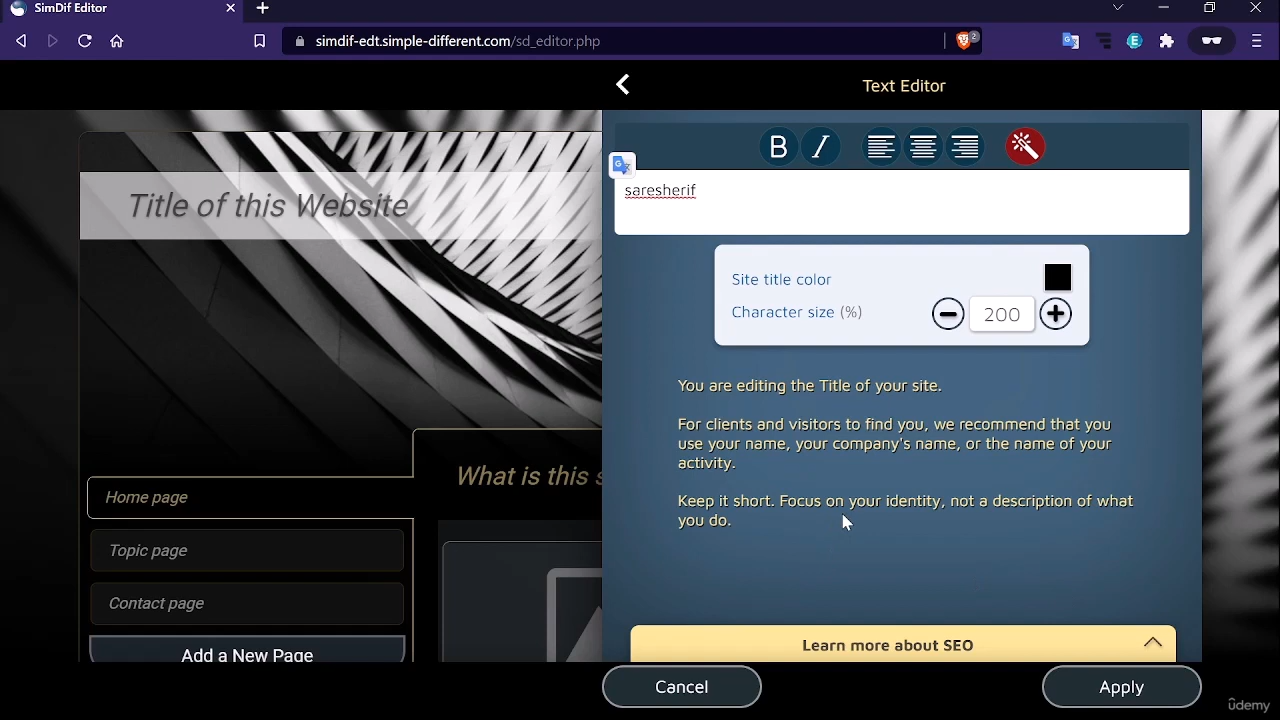 SimDif Editor
simdif-edt.simple-different.com/sd_editor.php
2
E
Text Editor
B I
G
saresherif
Title of this Website
Site title color
Character size (%)
200
You are editing the Title of your site.
For clients and visitors to find you, we recommend that you
use your name, your company's name, or the name of your
activity.
Keep it short. Focus on your identity, not a description of what
you do.
What is this s
Home page
Topic page
Contact page
Add a New Page
Learn more about SEO
Cancel
Apply
ûdemy